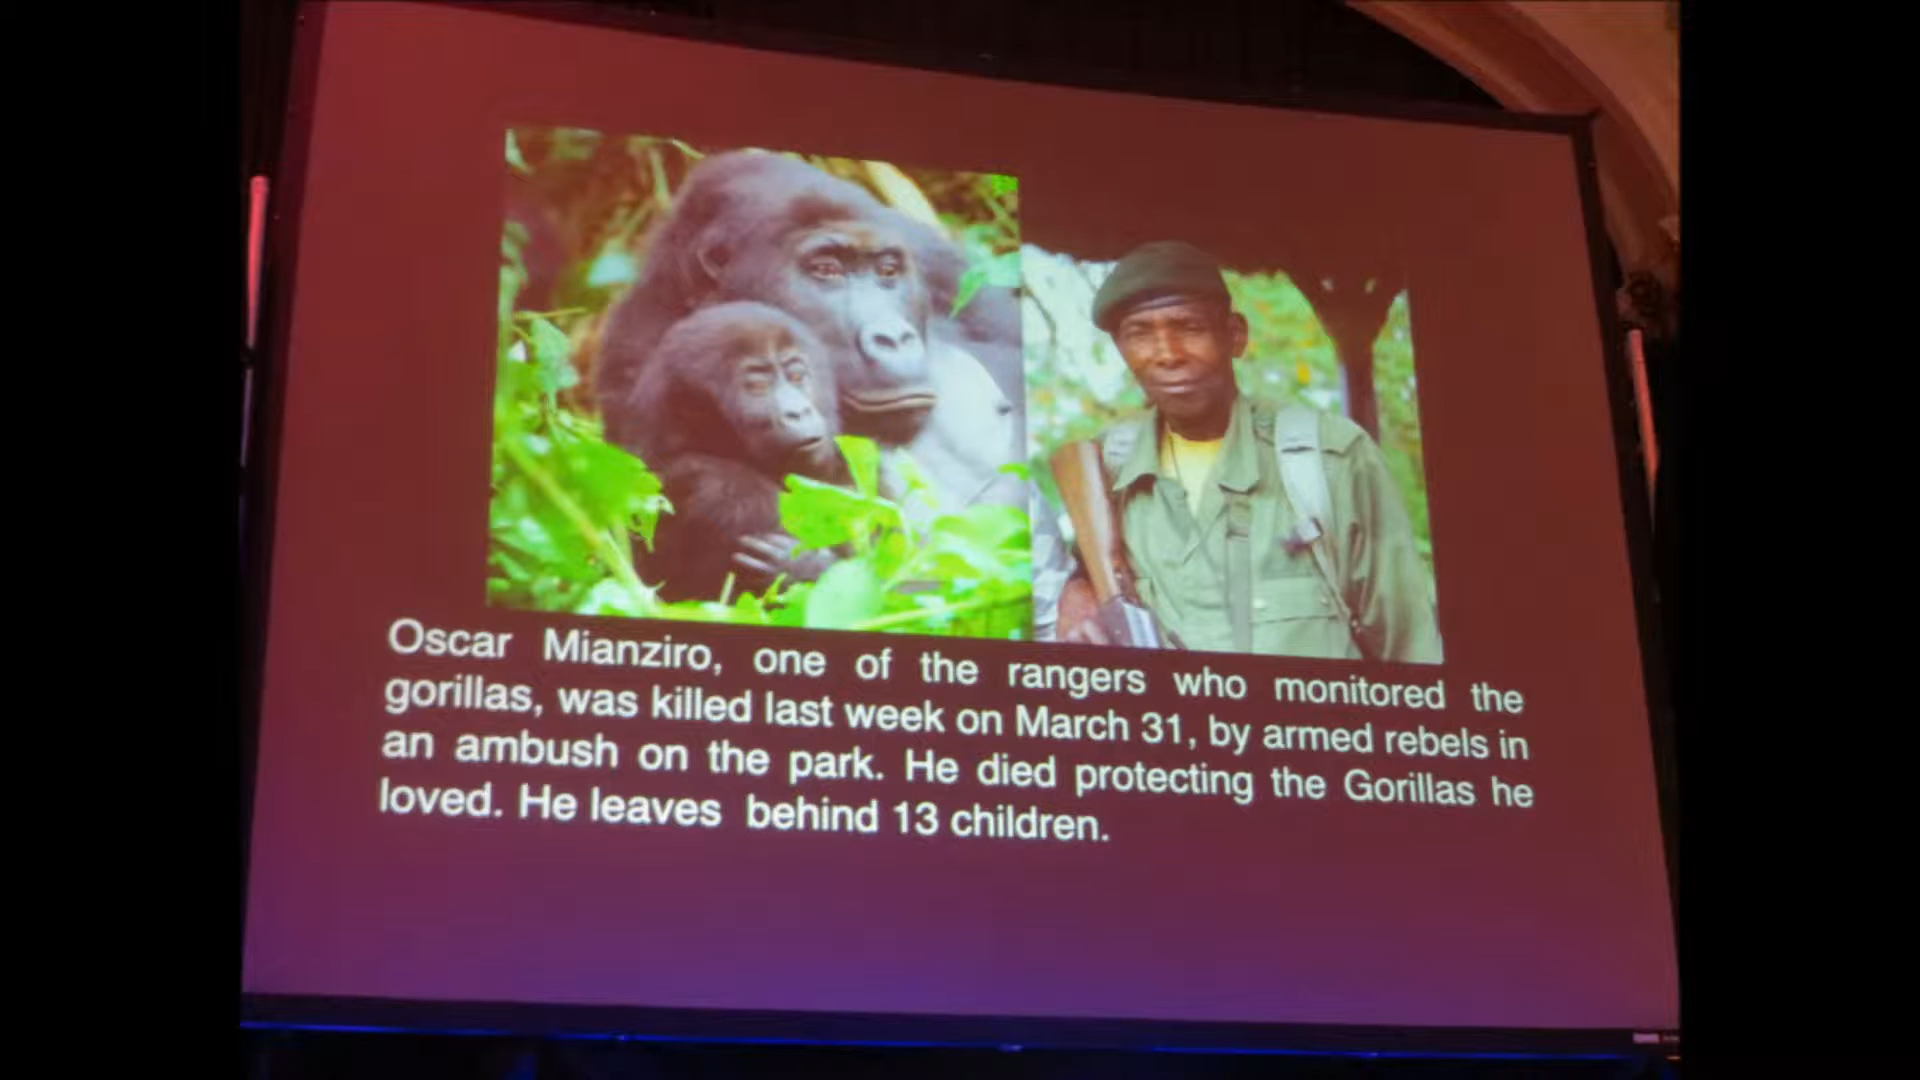 Oscar Mianziro, one of the rangers who monitored the
gorillas, was killed last week on March 31, by armed rebels in
an ambush on the park. He died protecting the Gorillas he
loved. He leaves behind 13 children.